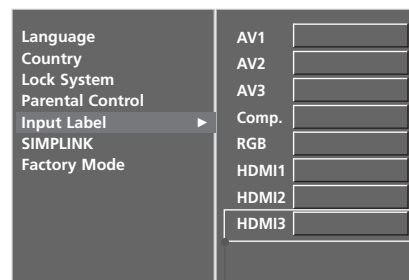 Language
Country
Lock System
Parental Control
Input Label ►
SIMPLINK
Factory Mode
AV1
AV2
AV3
Comp.
RGB
HDMI1
HDMI2
HDMI3